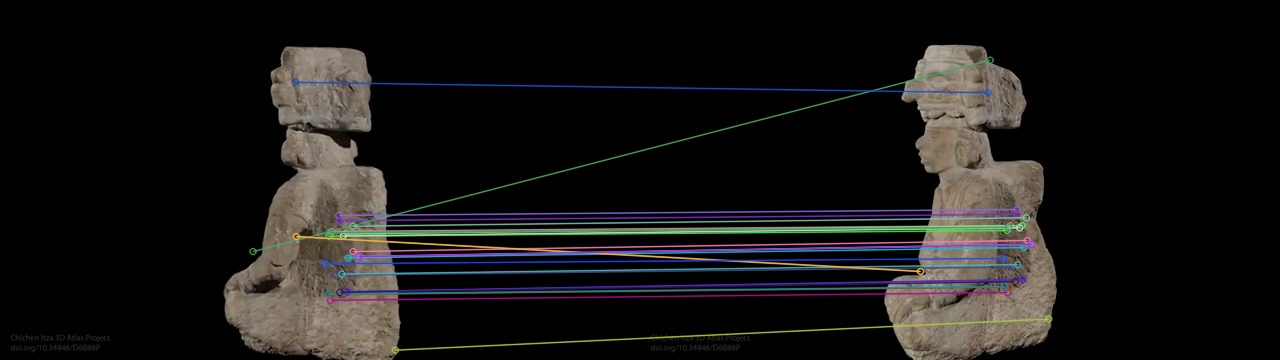 Chichen Itza 3D Atlas Project
doi.org/10.34946/D6B88P
Chichen Itza 3D Atlas Project
doi.org/10.34946/D6B88P